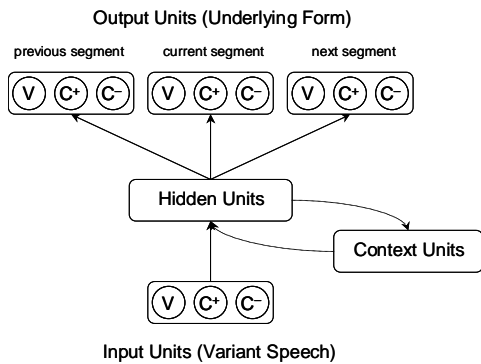 Output Units (Underlying Form)
previous segment current segment next segment
V C⁺ C⁻ V C⁺ C⁻ V C⁺ C⁻
Hidden Units
Context Units
V C⁺ C⁻
Input Units (Variant Speech)